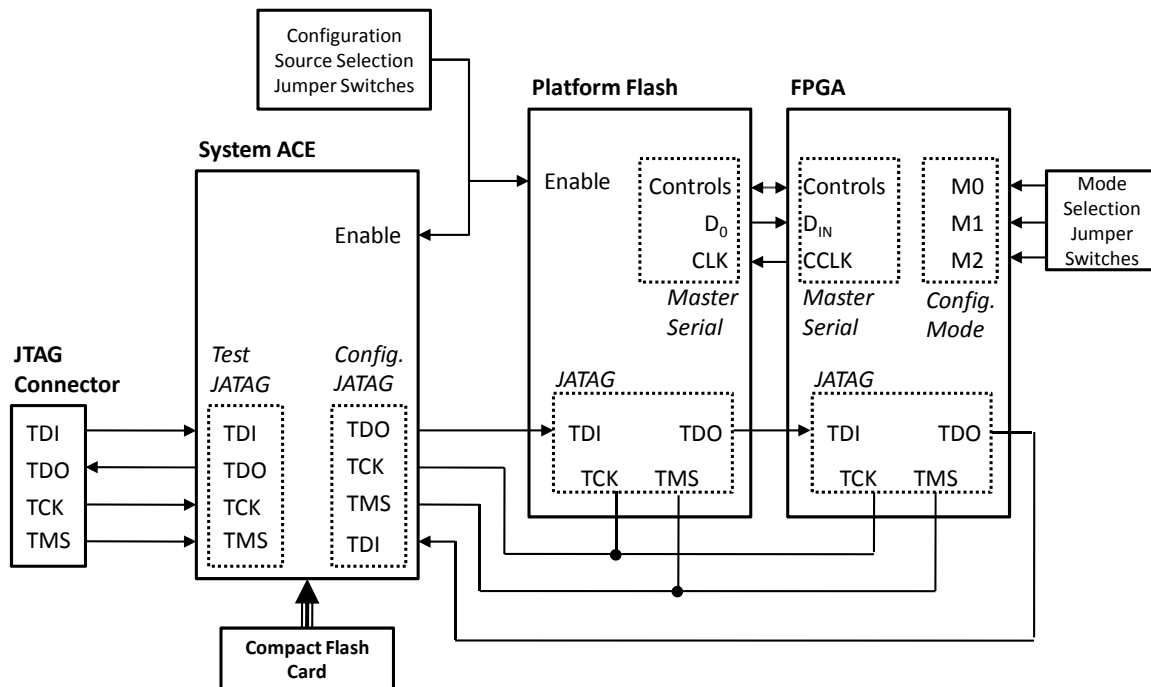 Configuration
Source Selection
Jumper Switches
Platform Flash
FPGA
System ACE
Enable
Controls
D0
CLK
Master
Serial
Controls
DIN
CCLK
Master
Serial
M0
M1
M2
Config.
Mode
Mode
Selection
Jumper
Switches
Enable
JTAG
Connector
TDI
TDO
TCK
TMS
Test
JATAG
TDI
TDO
TCK
TMS
Config.
JATAG
TDO
TCK
TMS
TDI
JATAG
TDI
TDO
TCK
TMS
JATAG
TDI
TDO
TCK
TMS
Compact Flash
Card